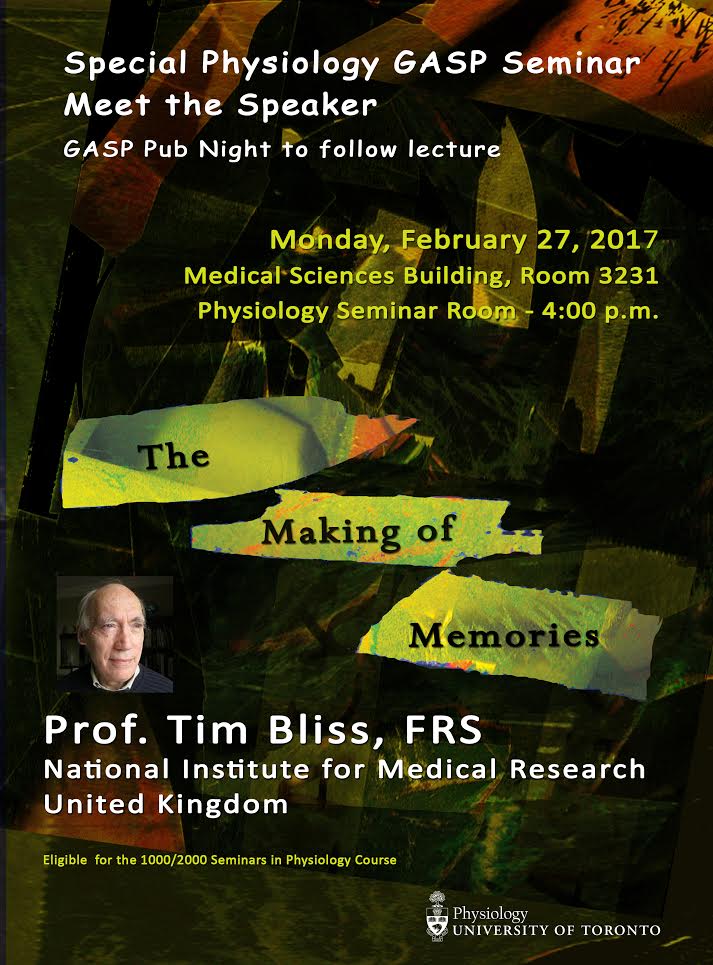 Special Physiology GASP Seminar
Meet the Speaker
GASP Pub Night to follow lecture
Monday, February 27, 2017
Medical Sciences Building, Room 3231
Physiology Seminar Room - 4:00 p.m.
The
Making of
Memories
Prof. Tim Bliss, FRS
National Institute for Medical Research
United Kingdom
Eligible for the 1000/2000 Seminars in Physiology Course
Physiology
UNIVERSITY OF TORONTO